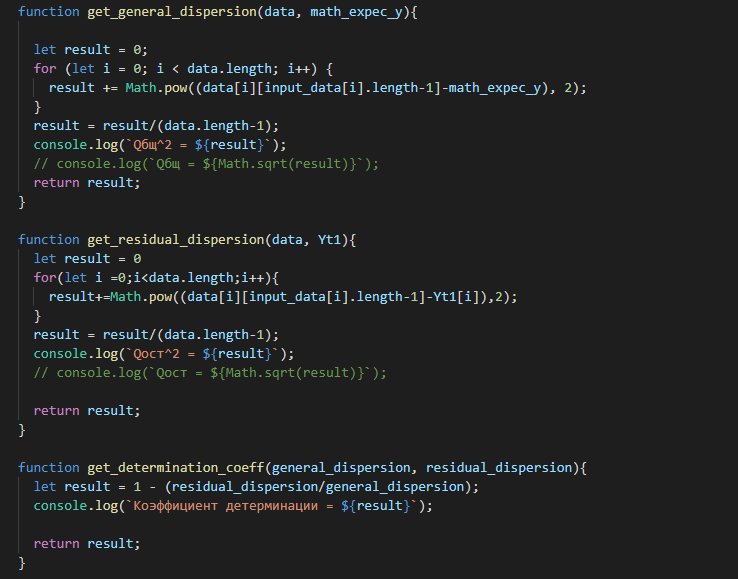 function get_general_dispersion(data, math_expec_y){
let result = 0;
for (let i = 0; i < data.length; i++) {
result += Math.pow((data[i][input_data[i].length-1]-math_expec_y), 2);
}
result = result/(data.length-1);
console.log(`Qбщ^2 = ${result}`);
// console.log(`Qбщ = ${Math.sqrt(result)}`);
return result;
}
function get_residual_dispersion(data, Yt1){
let result = 0
for(let i =0;i<data.length;i++){
result+=Math.pow((data[i][input_data[i].length-1]-Yt1[i]),2);
}
result = result/(data.length-1);
console.log(`Qост^2 = ${result}`);
// console.log(`Qост = ${Math.sqrt(result)}`);
return result;
}
function get_determination_coeff(general_dispersion, residual_dispersion){
let result = 1 - (residual_dispersion/general_dispersion);
console.log(`Коэффициент детерминации = ${result}`);
return result;
}